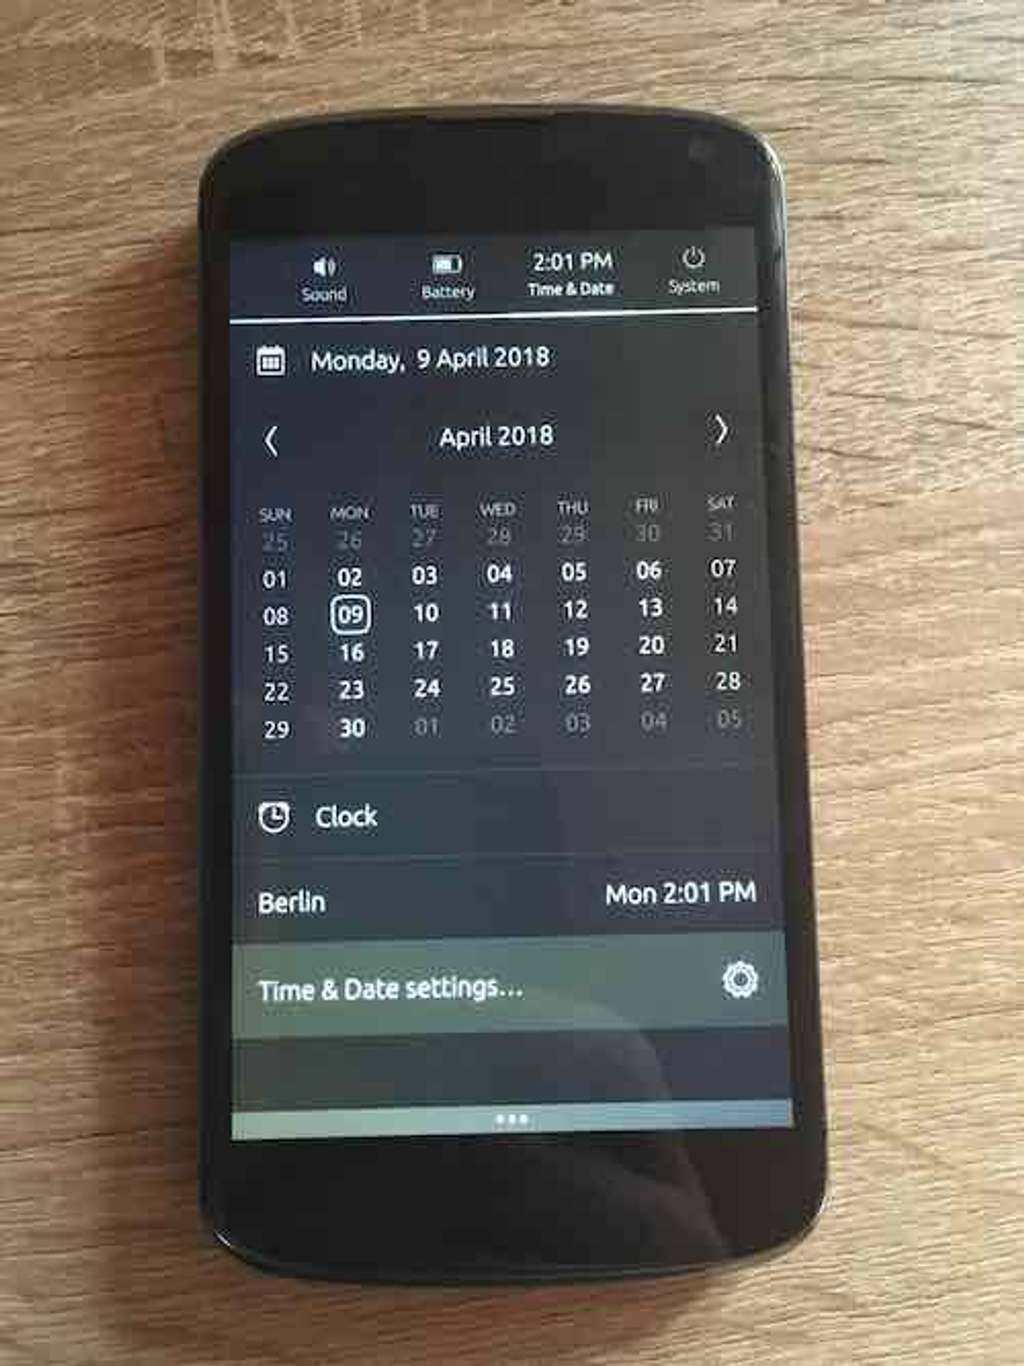 2:01 PM
Sound Battery Time & Date System
Monday, 9 April 2018
April 2018
SUN MON TUE WED THU FRI SAT
25 26 27 28 29 30 31
01 02 03 04 05 06 07
08 09 10 11 12 13 14
15 16 17 18 19 20 21
22 23 24 25 26 27 28
29 30 01 02 03 04 05
Clock
Berlin Mon 2:01 PM
Time & Date settings...